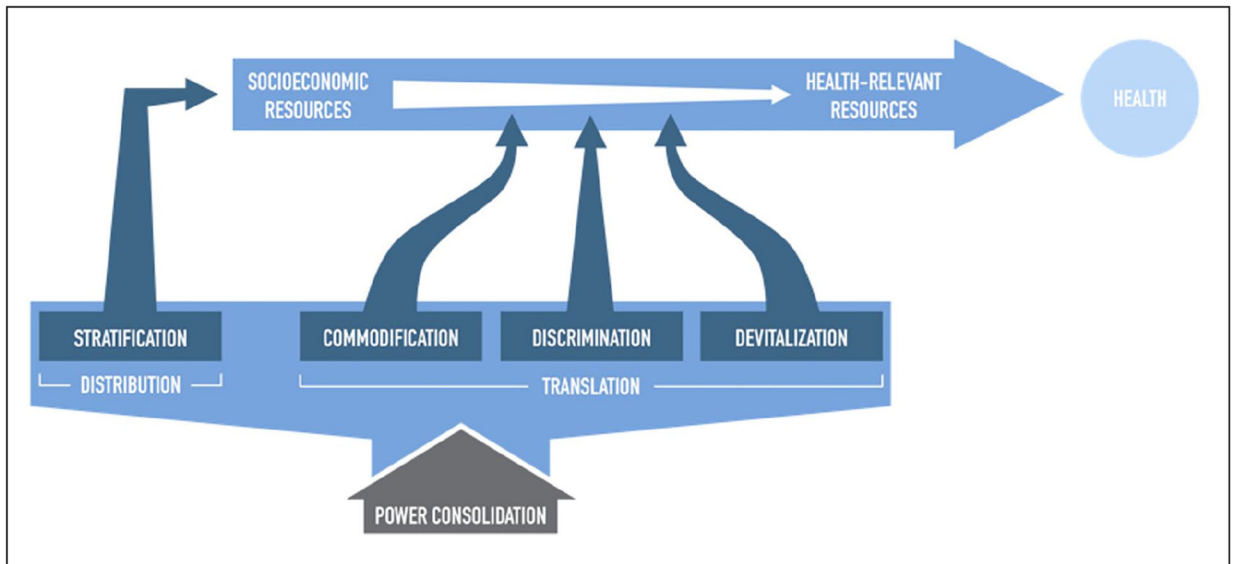 SOCIOECONOMIC
RESOURCES
HEALTH-RELEVANT
RESOURCES
HEALTH
STRATIFICATION
COMMODIFICATION
DISCRIMINATION
DEVITALIZATION
DISTRIBUTION
TRANSLATION
POWER CONSOLIDATION